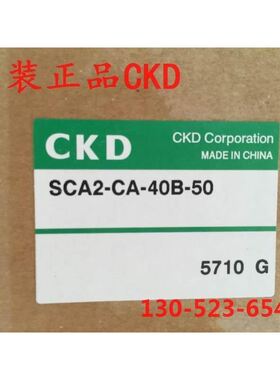 装正品CKD
CKD
CKD Corporation
MADE IN CHINA
SCA2-CA-40B-50
5710 G
130-523-654